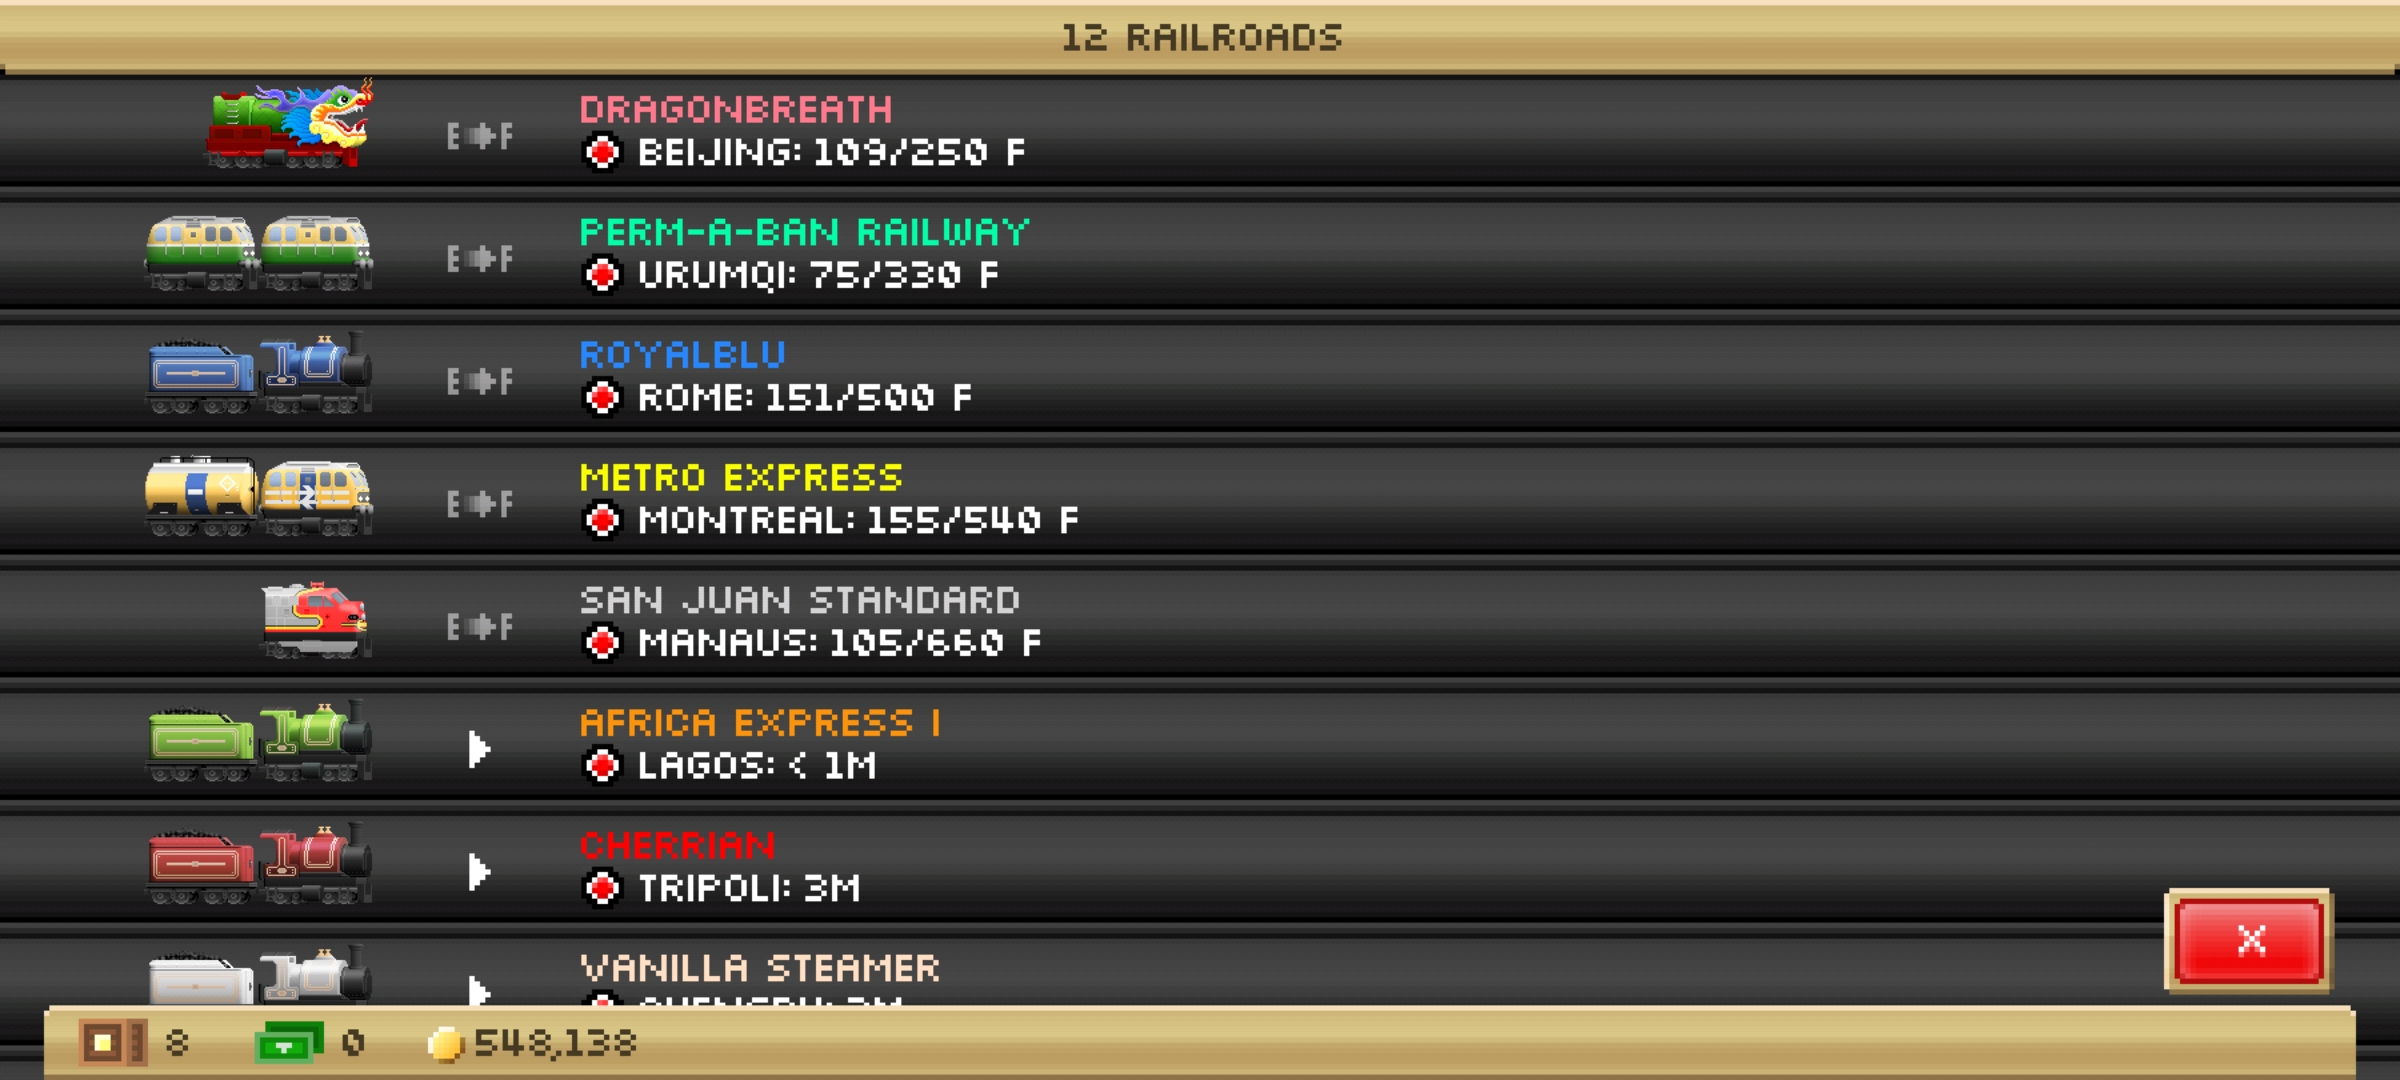 12 RAILROADS
E F
DRAGONBREATH
BEIJING: 109/250 F
E F
PERM-A-BAN RAILWAY
URUMQI: 75/330 F
E F
ROYALBLU
ROME: 151/500 F
E F
METRO EXPRESS
MONTREAL: 155/540 F
E F
SAN JUAN STANDARD
MANAUS: 105/660 F
AFRICA EXPRESS I
LAGOS: < 1M
CHERRIAN
TRIPOLI: 3M
X
VANILLA STEAMER
8
0
548,138